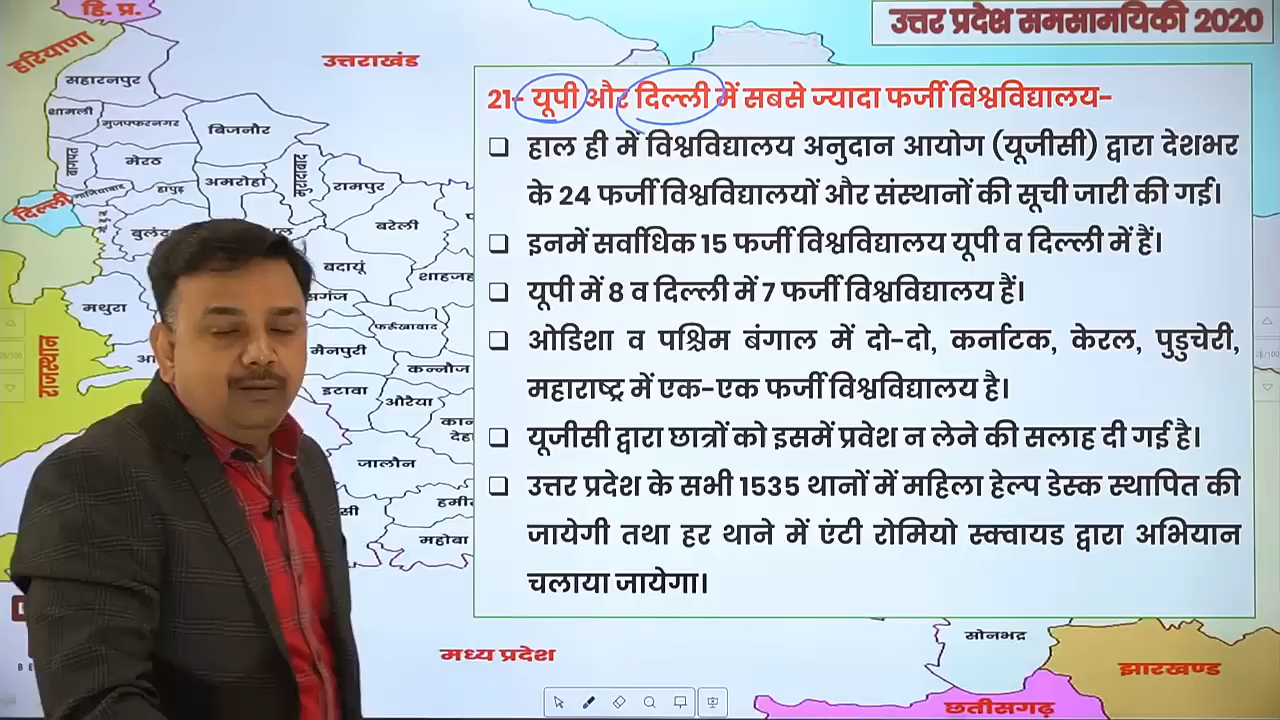 उत्तर प्रदेश समसामयिकी 2020
हि. प्र.
हरियाणा
उत्तराखंड
सहारनपुर
शामली
मुजफ्फरनगर
बिजनौर
बागपत
मेरठ
दिल्ली
गाजियाबाद
हापुड़
अमरोहा
मुरादाबाद
रामपुर
बरेली
बदायूं
शाहजह
मथुरा
फर्रुखाबाद
राजस्थान
मैनपुरी
कन्नौज
इटावा
औरैया
कान
देहा
जालौन
हमीर
महोबा
21- यूपी और दिल्ली में सबसे ज्यादा फर्जी विश्वविद्यालय-
❑ हाल ही में विश्वविद्यालय अनुदान आयोग (यूजीसी) द्वारा देशभर
के 24 फर्जी विश्वविद्यालयों और संस्थानों की सूची जारी की गई।
❑ इनमें सर्वाधिक 15 फर्जी विश्वविद्यालय यूपी व दिल्ली में हैं।
❑ यूपी में 8 व दिल्ली में 7 फर्जी विश्वविद्यालय हैं।
❑ ओडिशा व पश्चिम बंगाल में दो-दो, कर्नाटक, केरल, पुडुचेरी,
महाराष्ट्र में एक-एक फर्जी विश्वविद्यालय है।
❑ यूजीसी द्वारा छात्रों को इसमें प्रवेश न लेने की सलाह दी गई है।
❑ उत्तर प्रदेश के सभी 1535 थानों में महिला हेल्प डेस्क स्थापित की
जायेगी तथा हर थाने में एंटी रोमियो स्क्वायड द्वारा अभियान
चलाया जायेगा।
सोनभद्र
मध्य प्रदेश
झारखण्ड
छतीसगढ़